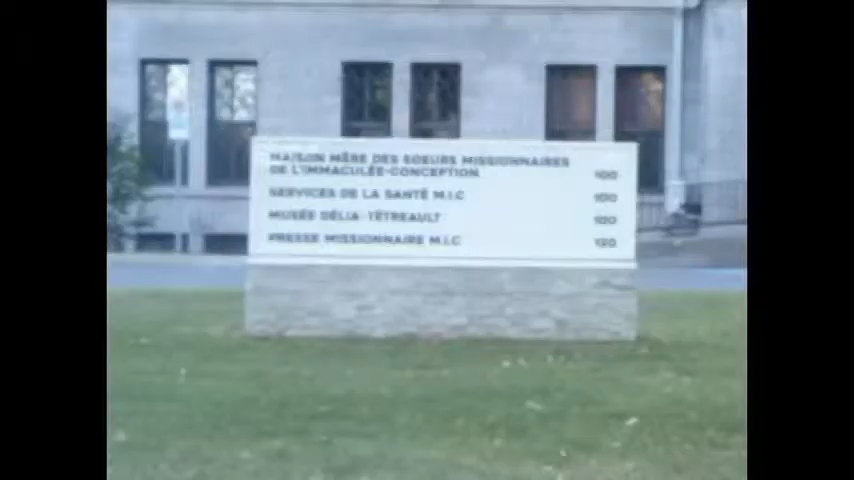 MAISON MÈRE DES SOEURS MISSIONNAIRES
DE L'IMMACULÉE-CONCEPTION 100
SERVICES DE LA SANTÉ M.I.C 100
MUSÉE DÉLIA-TÉTREAULT 100
PRESSE MISSIONNAIRE M.I.C 120